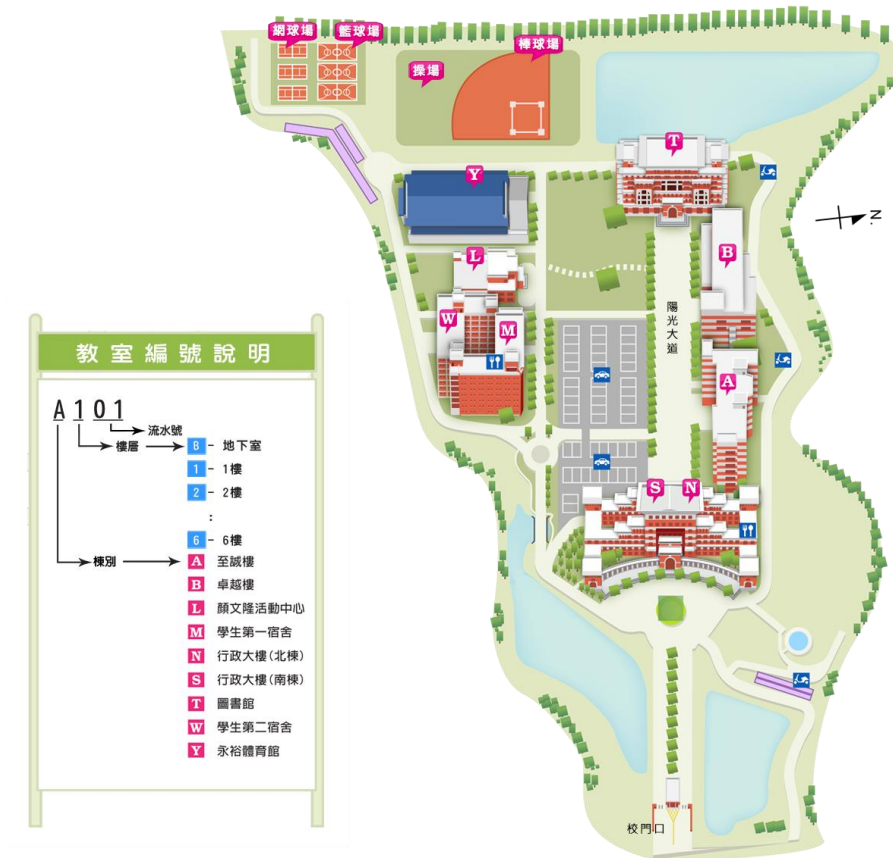 網球場
籃球場
操場
棒球場
T
Y
N.
B
L
W
M
陽光大道
A
S
N
校門口
教室編號說明
A101
流水號
樓層
B - 地下室
1 - 1樓
2 - 2樓
:
6 - 6樓
棟別
A 至誠樓
B 卓越樓
L 顏文隆活動中心
M 學生第一宿舍
N 行政大樓(北棟)
S 行政大樓(南棟)
T 圖書館
W 學生第二宿舍
Y 永裕體育館